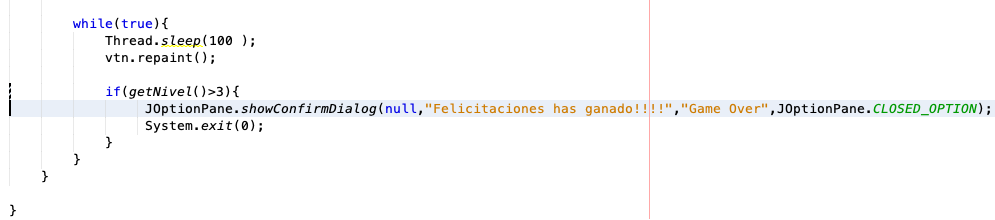 while(true){
Thread.sleep(100 );
vtn.repaint();
if(getNivel()>3){
JOptionPane.showConfirmDialog(null,"Felicitaciones has ganado!!!!","Game Over",JOptionPane.CLOSED_OPTION);
System.exit(0);
}
}
}
}